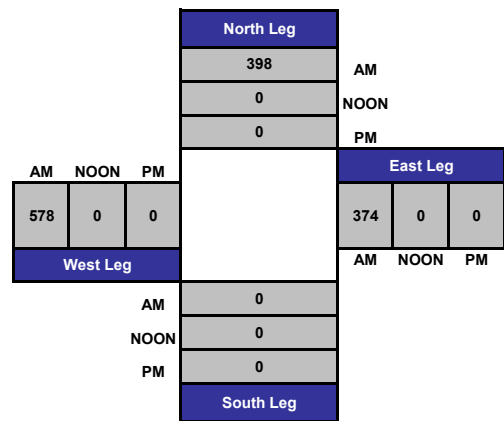 North Leg
398 AM
0 NOON
0 PM
AM NOON PM East Leg
578 0 0 374 0 0
West Leg AM NOON PM
AM 0
NOON 0
PM 0
South Leg